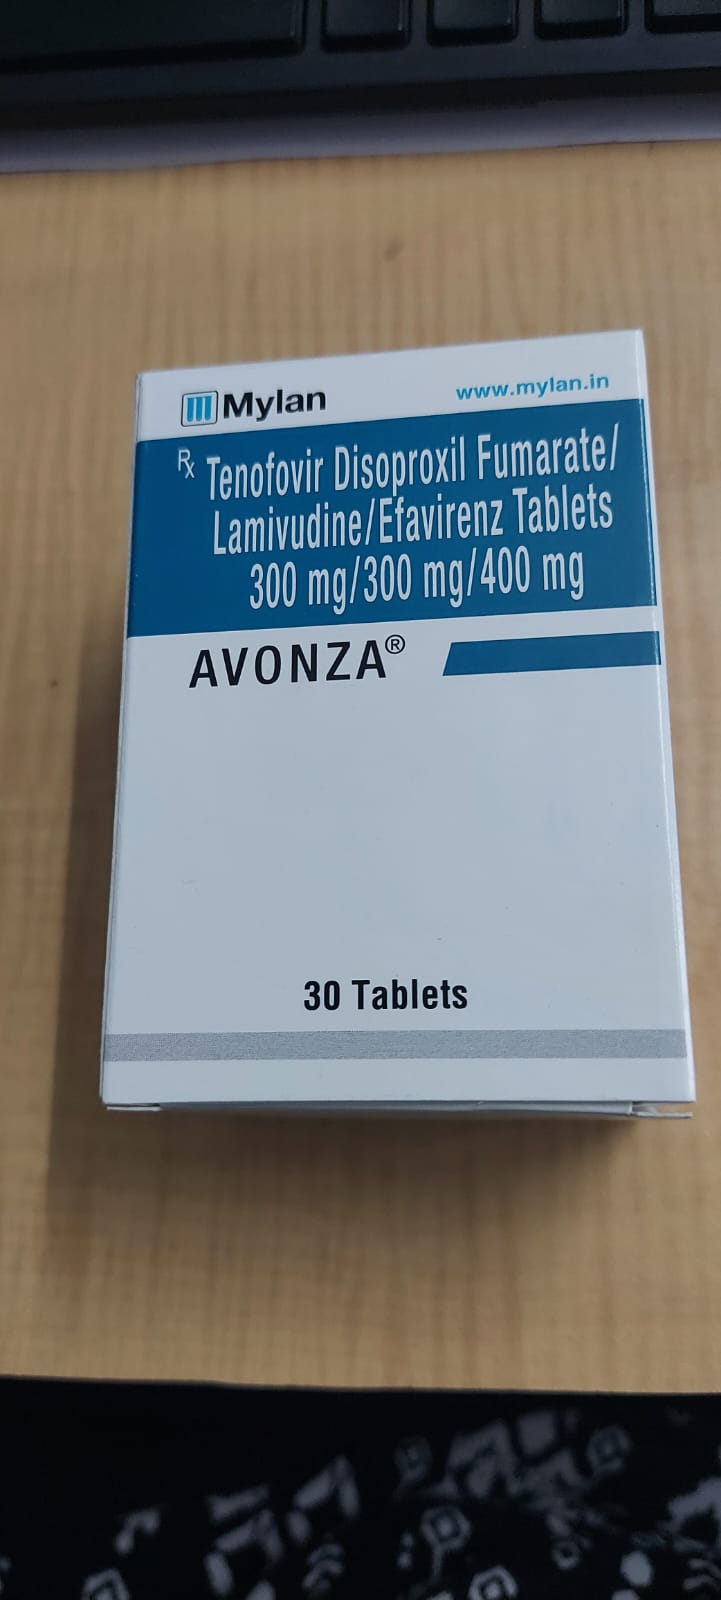 Mylan
www.mylan.in
Rx Tenofovir Disoproxil Fumarate/
Lamivudine/Efavirenz Tablets
300 mg/300 mg/400 mg
AVONZA®
30 Tablets